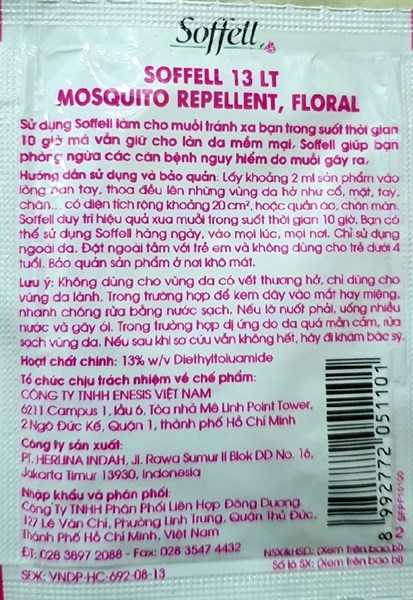 Soffell
SOFFELL 13 LT
MOSQUITO REPELLENT, FLORAL
Sử dụng Soffell làm cho muỗi tránh xa bạn trong suốt thời gian
10 giờ mà vẫn giữ cho làn da mềm mại, Soffell giúp bạn
phòng ngừa các căn bệnh nguy hiểm do muỗi gây ra.
Hướng dẫn sử dụng và bảo quản: Lấy khoảng 2 ml sản phẩm vào
lòng bàn tay, thoa đều lên những vùng da hở như cổ, mặt, tay,
chân... có diện tích rộng khoảng 20 cm², hoặc quần áo, chăn màn.
Soffell duy trì hiệu quả xua muỗi trong suốt thời gian 10 giờ. Bạn có
thể sử dụng Soffell hàng ngày, vào mọi lúc, mọi nơi. Chỉ sử dụng
ngoài da. Đặt ngoài tầm với trẻ em và không dùng cho trẻ dưới 4
tuổi. Bảo quản sản phẩm ở nơi khô mát.
Lưu ý: Không dùng cho vùng da có vết thương hở, chỉ dùng cho
vùng da lành. Trong trường hợp để kem dây vào mắt hay miệng,
nhanh chóng rửa bằng nước sạch. Nếu lỡ nuốt phải, uống nhiều
nước và gây ói. Trong trường hợp dị ứng do da quá mẫn cảm, rửa
sạch vùng da. Nếu sau khi sơ cứu vẫn không hết, hãy đi khám bác sỹ.
Hoạt chất chính: 13% w/v Diethyltoluamide
Tổ chức chịu trách nhiệm về chế phẩm:
CÔNG TY TNHH ENESIS VIỆT NAM
6211 Campus 1, lầu 6, Tòa nhà Mê Linh Point Tower,
2 Ngô Đức Kế, Quận 1, thành phố Hồ Chí Minh
Công ty sản xuất:
PT. HERLINA INDAH, Jl. Rawa Sumur II Blok DD No. 16,
Jakarta Timur 13930, Indonesia
Nhập khẩu và phân phối:
Công Ty TNHH Phân Phối Liên Hợp Đông Dương
127 Lê Văn Chí, Phường Linh Trung, Quận Thủ Đức,
Thành Phố Hồ Chí Minh, Việt Nam
ĐT: 028 3897 2088 - Fax: 028 3547 4432
SĐK: VNDP-HC-692-08-13
NSX&HSD: (Xem trên bao bì)
Số lô SX: (Xem trên bao bì)
8 992772 051101